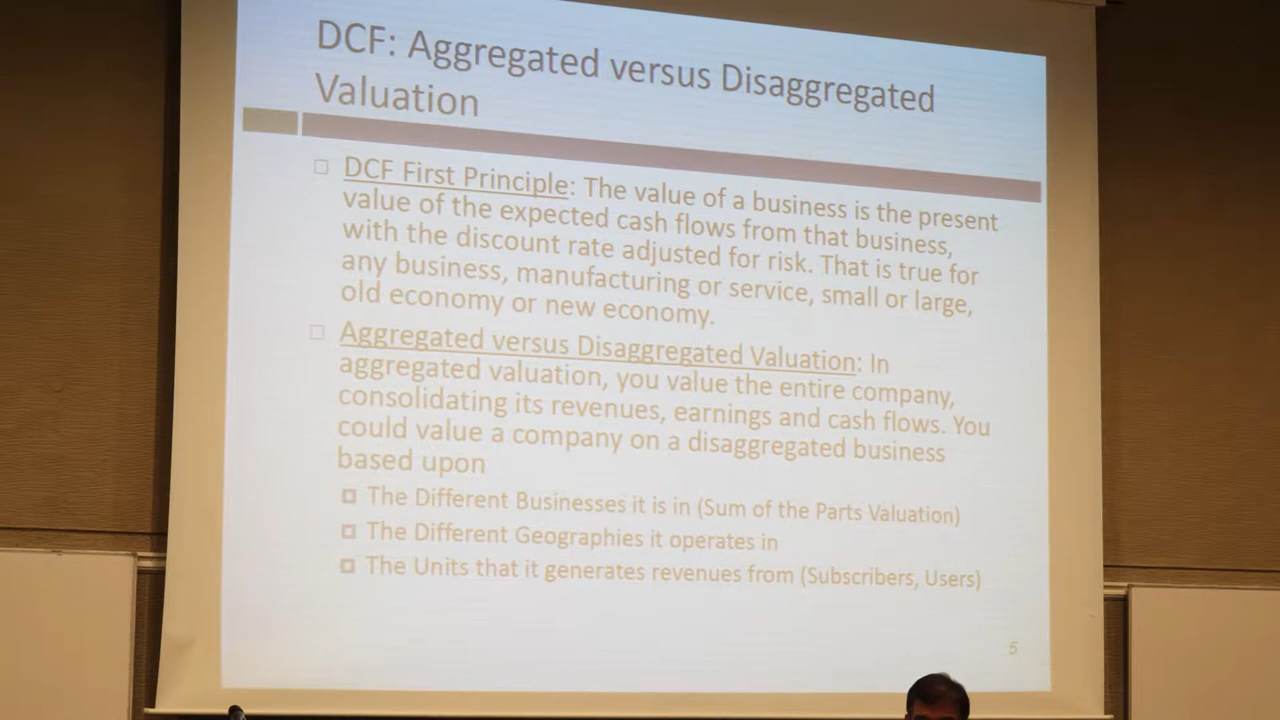 DCF: Aggregated versus Disaggregated
Valuation
DCF First Principle: The value of a business is the present
value of the expected cash flows from that business,
with the discount rate adjusted for risk. That is true for
any business, manufacturing or service, small or large,
old economy or new economy.
Aggregated versus Disaggregated Valuation: In
aggregated valuation, you value the entire company,
consolidating its revenues, earnings and cash flows. You
could value a company on a disaggregated business
based upon
The Different Businesses it is in (Sum of the Parts Valuation)
The Different Geographies it operates in
The Units that it generates revenues from (Subscribers, Users)
5